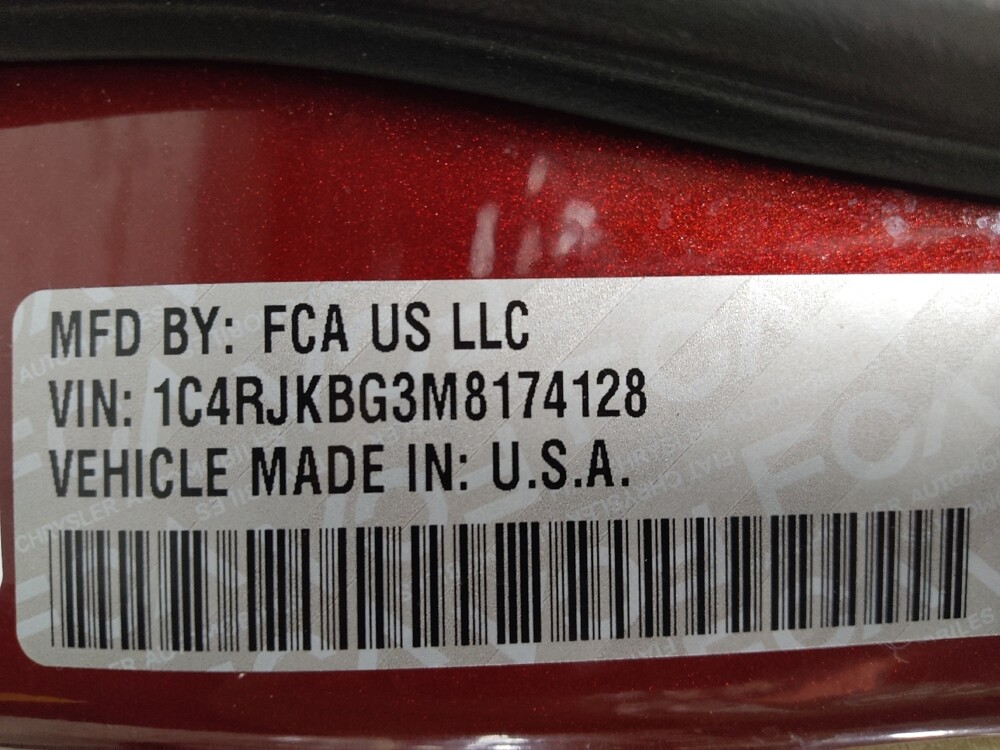 MFD BY: FCA US LLC
VIN: 1C4RJKBG3M8174128
VEHICLE MADE IN: U.S.A.